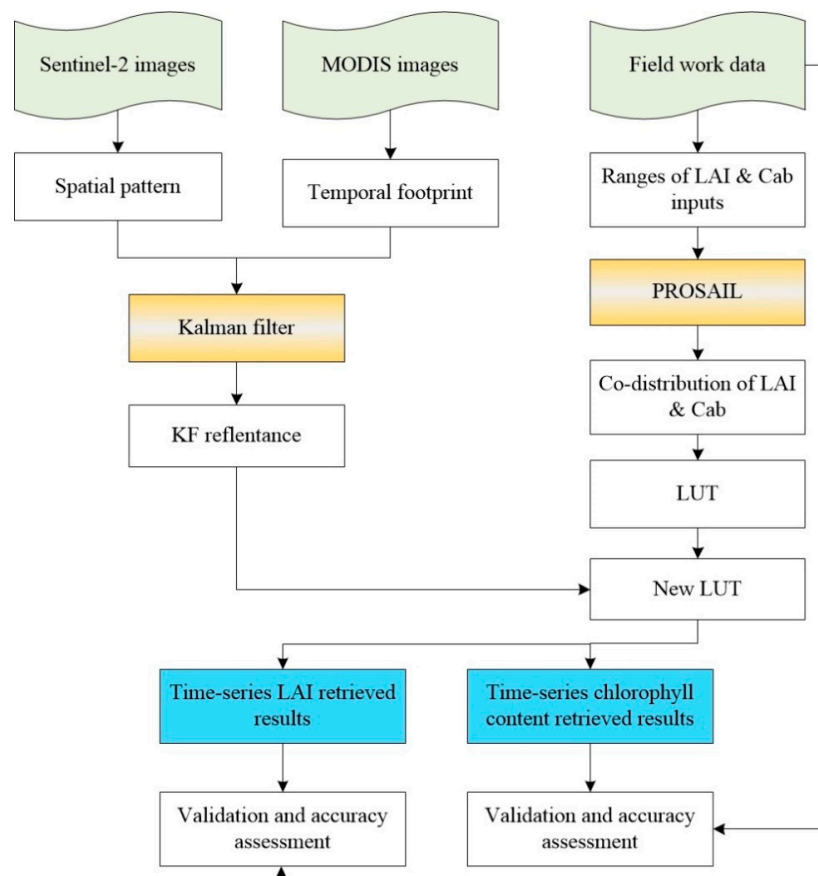 Sentinel-2 images
MODIS images
Field work data
Spatial pattern
Temporal footprint
Ranges of LAI & Cab
inputs
Kalman filter
PROSAIL
Co-distribution of LAI
& Cab
KF reflentance
LUT
New LUT
Time-series LAI retrieved
results
Time-series chlorophyll
content retrieved results
Validation and accuracy
assessment
Validation and accuracy
assessment